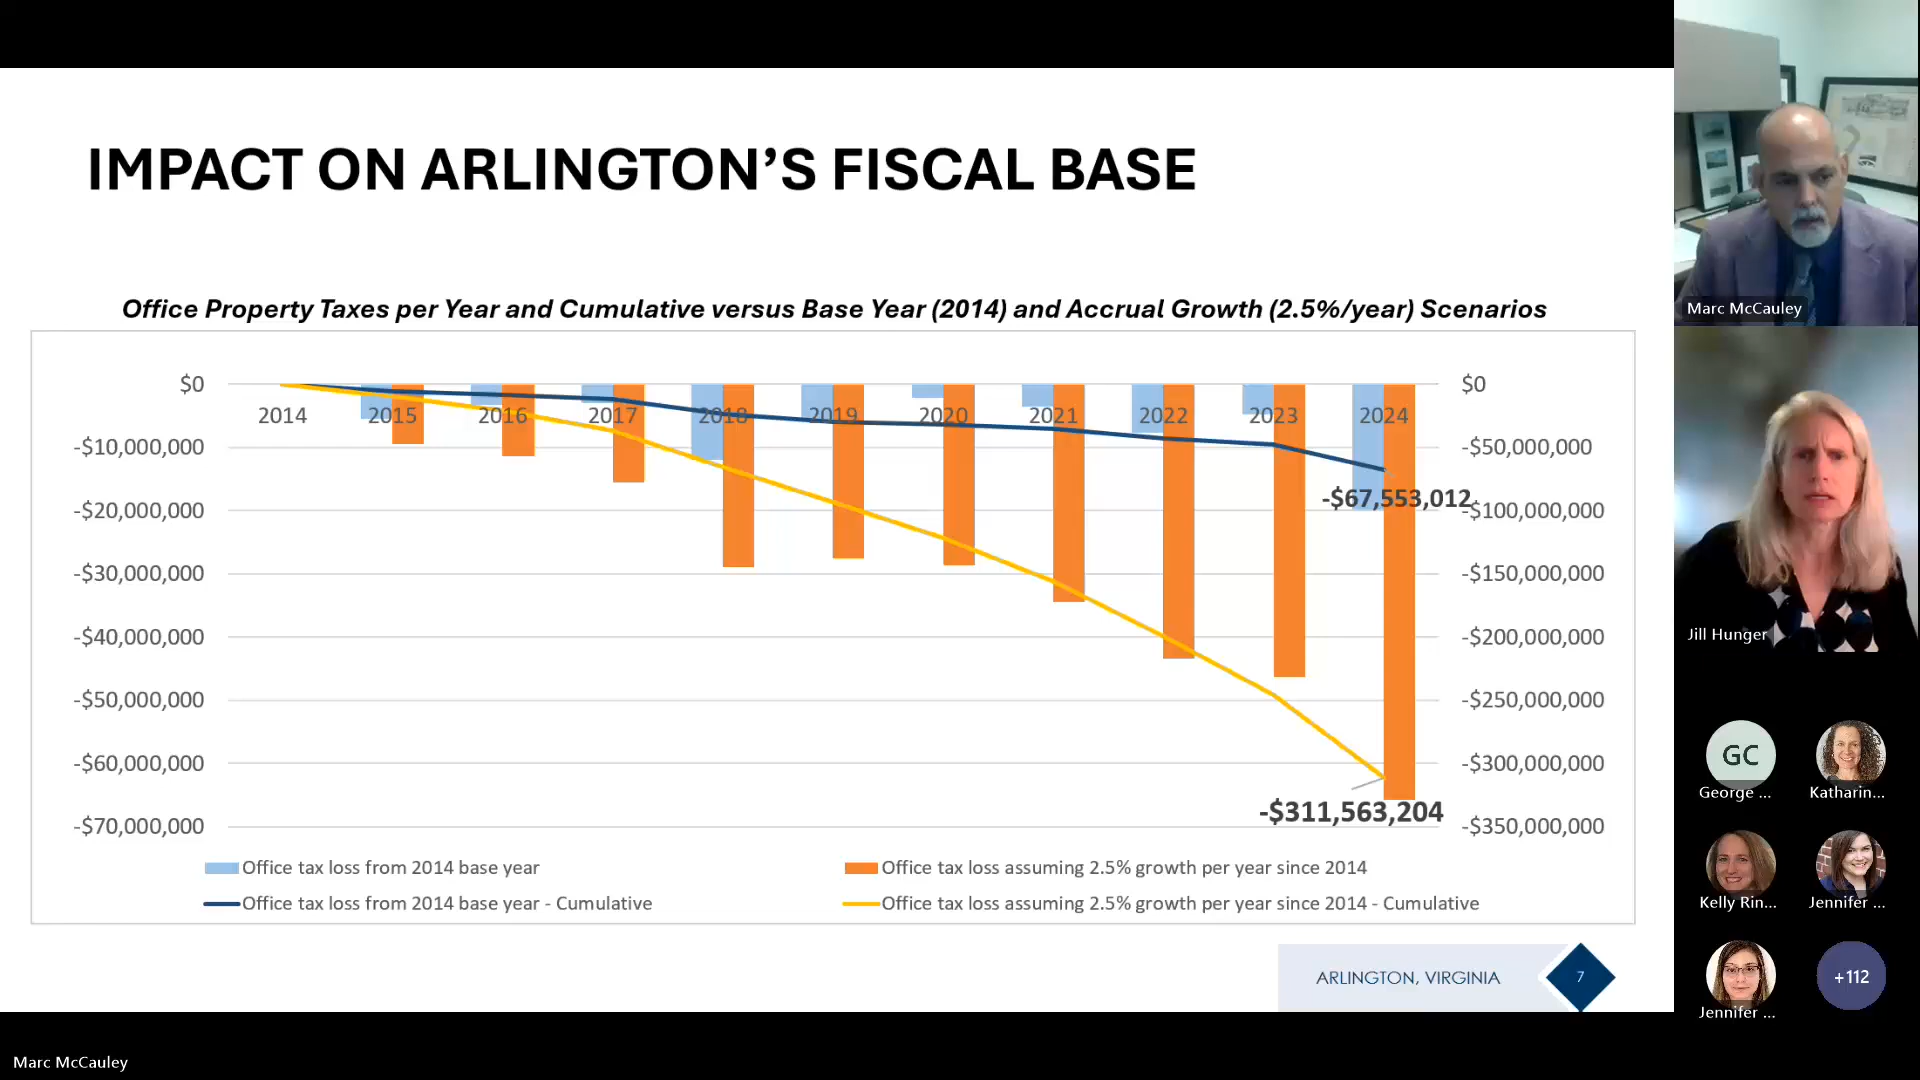 IMPACT ON ARLINGTON'S FISCAL BASE
Office Property Taxes per Year and Cumulative versus Base Year (2014) and Accrual Growth (2.5%/year) Scenarios
$0
-$10,000,000
-$20,000,000
-$30,000,000
-$40,000,000
-$50,000,000
-$60,000,000
-$70,000,000
2014 2015 2016 2017 2018 2019 2020 2021 2022 2023 2024
$0
-$50,000,000
-$100,000,000
-$150,000,000
-$200,000,000
-$250,000,000
-$300,000,000
-$350,000,000
-$67,553,012
-$311,563,204
Office tax loss from 2014 base year
Office tax loss assuming 2.5% growth per year since 2014
Office tax loss from 2014 base year - Cumulative
Office tax loss assuming 2.5% growth per year since 2014 - Cumulative
ARLINGTON, VIRGINIA
7
Marc McCauley
Jill Hunger
GC
George ...
Katharin...
Kelly Rin...
Jennifer ...
Jennifer ...
+112
Marc McCauley